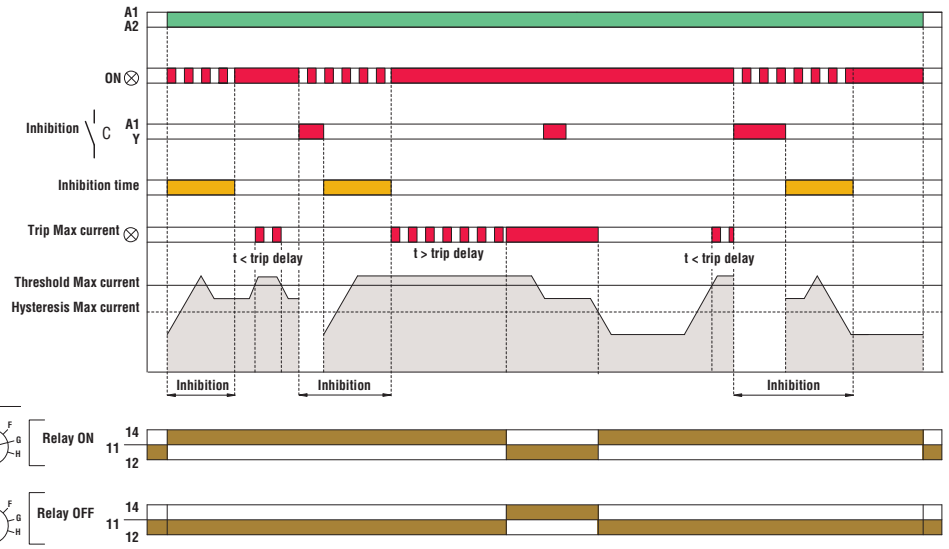 A1
A2
ON
Inhibition C A1
Y
Inhibition time
Trip Max current
t < trip delay t > trip delay t < trip delay
Threshold Max current
Hysteresis Max current
Inhibition Inhibition Inhibition
F
G
H
Relay ON
14
11
12
F
G
H
Relay OFF
14
11
12